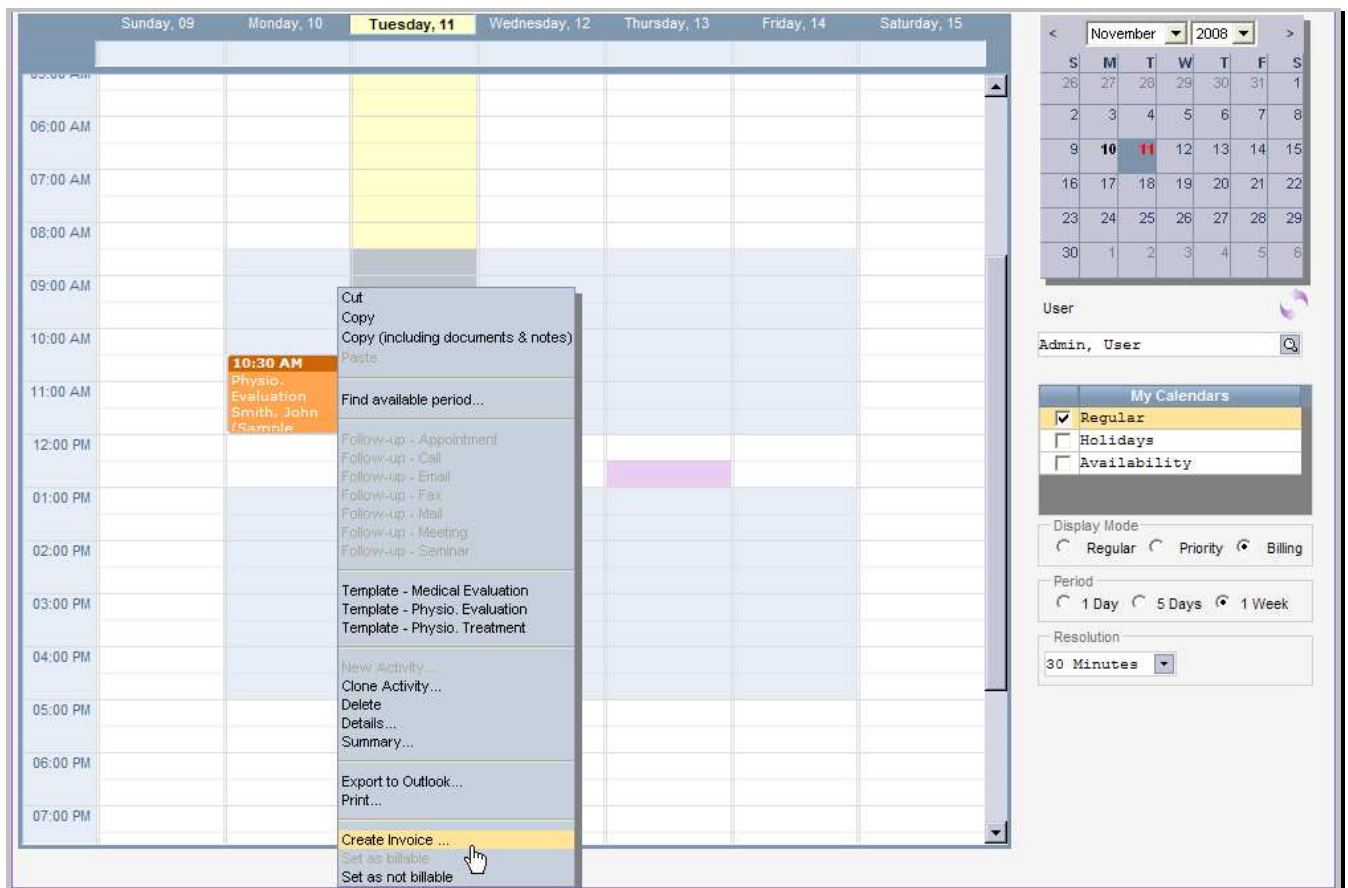 Sunday, 09 Monday, 10 Tuesday, 11 Wednesday, 12 Thursday, 13 Friday, 14 Saturday, 15
05:00 AM
06:00 AM
07:00 AM
08:00 AM
09:00 AM
10:00 AM
11:00 AM
12:00 PM
01:00 PM
02:00 PM
03:00 PM
04:00 PM
05:00 PM
06:00 PM
07:00 PM
10:30 AM
Physio.
Evaluation
Smith, John
(Sample
Cut
Copy
Copy (including documents & notes)
Paste
Find available period...
Follow-up - Appointment
Follow-up - Call
Follow-up - Email
Follow-up - Fax
Follow-up - Mail
Follow-up - Meeting
Follow-up - Seminar
Template - Medical Evaluation
Template - Physio. Evaluation
Template - Physio. Treatment
New Activity...
Clone Activity...
Delete
Details...
Summary...
Export to Outlook...
Print...
Create Invoice ...
Set as billable
Set as not billable
< November 2008 >
S M T W T F S
26 27 28 29 30 31 1
2 3 4 5 6 7 8
9 10 11 12 13 14 15
16 17 18 19 20 21 22
23 24 25 26 27 28 29
30 1 2 3 4 5 6
User
Admin, User
My Calendars
Regular
Holidays
Availability
Display Mode
Regular Priority Billing
Period
1 Day 5 Days 1 Week
Resolution
30 Minutes